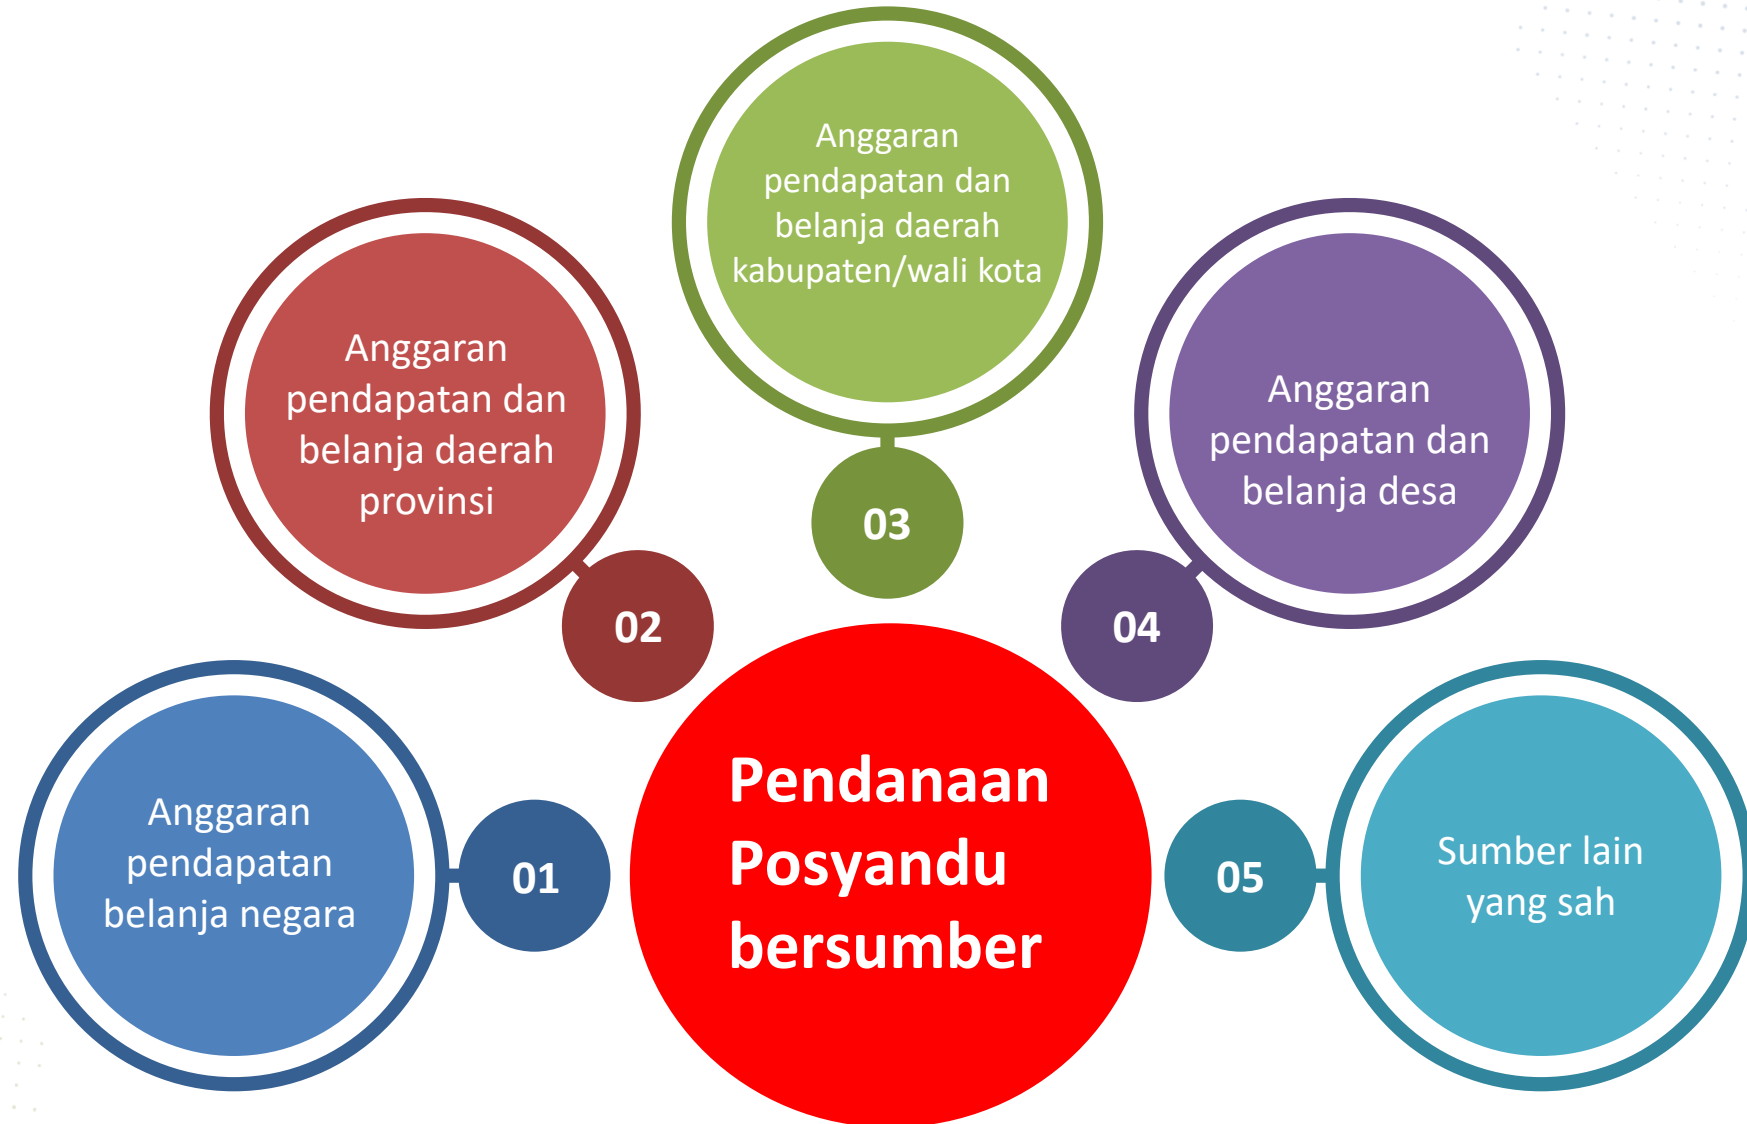 Anggaran
pendapatan
belanja negara
01
Anggaran
pendapatan dan
belanja daerah
provinsi
02
Anggaran
pendapatan dan
belanja daerah
kabupaten/wali kota
03
Anggaran
pendapatan dan
belanja desa
04
Sumber lain
yang sah
05
Pendanaan
Posyandu
bersumber